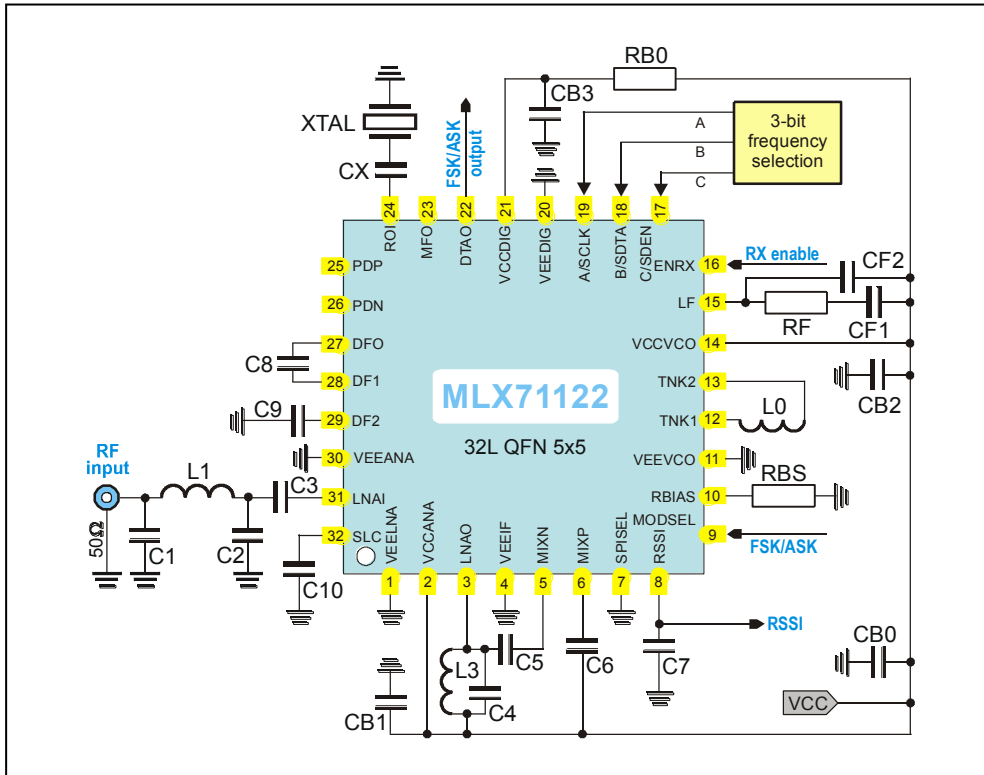 RB0
CB3
XTAL
CX
FSK/ASK
output
A
B
C
3-bit
frequency
selection
24
23
22
21
20
19
18
17
ROI
MFO
DTAO
VCCDIG
VEEDIG
A/SCLK
B/SDTA
C/SDEN
25 PDP
26 PDN
27 DFO
28 DF1
29 DF2
30 VEEANA
31 LNAI
32 SLC
C8
C9
RF
input
50Ω
L1
C3
C1
C2
C10
MLX71122
32L QFN 5x5
ENRX 16
RX enable
LF 15
CF2
RF
CF1
VCCVCO 14
CB2
TNK2 13
TNK1 12
L0
VEEVCO 11
RBIAS 10
RBS
MODSEL 9
FSK/ASK
VEELNA
VCCANA
LNAO
VEEIF
MIXN
MIXP
SPISEL
RSSI
1
2
3
4
5
6
7
8
RSSI
CB1
L3
C4
C5
C6
C7
CB0
VCC